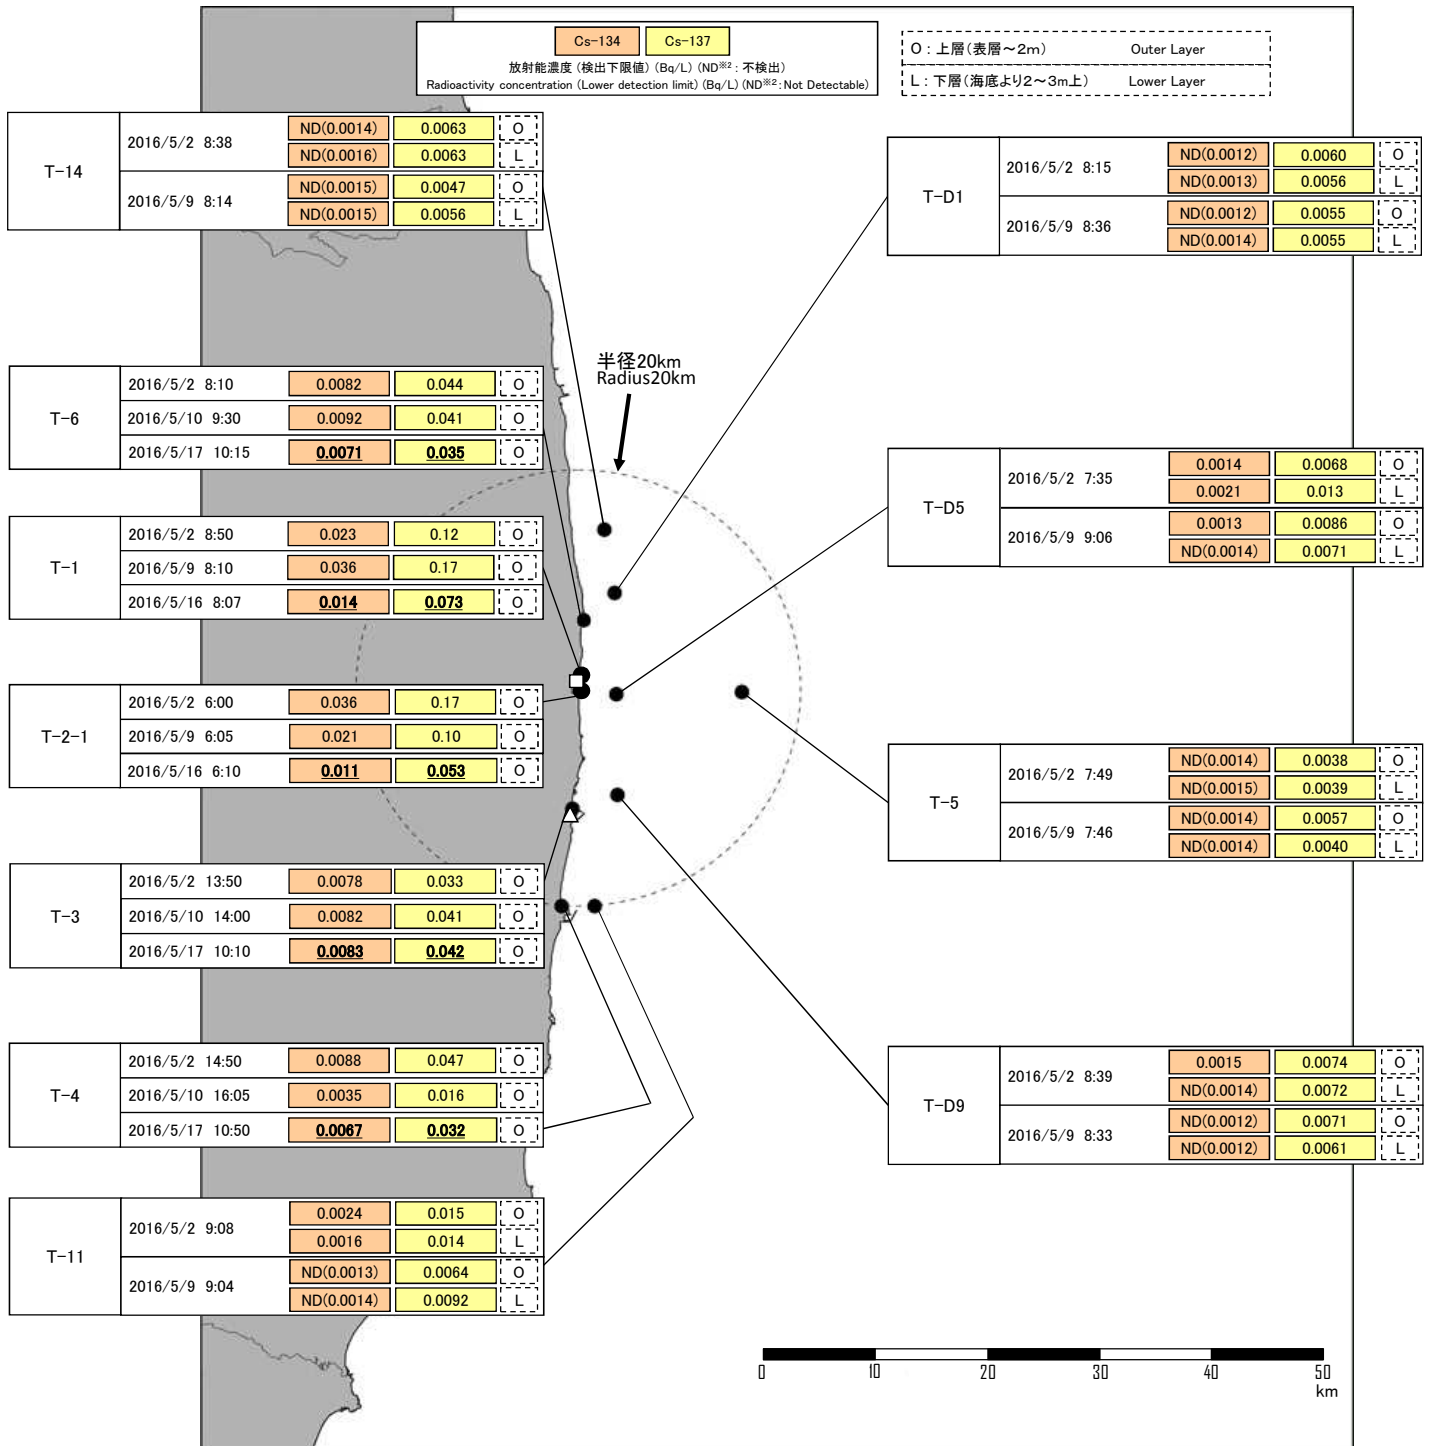 Cs-134 Cs-137
放射能濃度 (検出下限値) (Bq/L) (ND※2 : 不検出)
Radioactivity concentration (Lower detection limit) (Bq/L) (ND※2 : Not Detectable)
O : 上層(表層～2m) Outer Layer
L : 下層(海底より2～3m上) Lower Layer
T-14
2016/5/2 8:38
ND(0.0014) 0.0063 O
ND(0.0016) 0.0063 L
2016/5/9 8:14
ND(0.0015) 0.0047 O
ND(0.0015) 0.0056 L
T-6
2016/5/2 8:10 0.0082 0.044 O
2016/5/10 9:30 0.0092 0.041 O
2016/5/17 10:15 0.0071 0.035 O
T-1
2016/5/2 8:50 0.023 0.12 O
2016/5/9 8:10 0.036 0.17 O
2016/5/16 8:07 0.014 0.073 O
T-2-1
2016/5/2 6:00 0.036 0.17 O
2016/5/9 6:05 0.021 0.10 O
2016/5/16 6:10 0.011 0.053 O
T-3
2016/5/2 13:50 0.0078 0.033 O
2016/5/10 14:00 0.0082 0.041 O
2016/5/17 10:10 0.0083 0.042 O
T-4
2016/5/2 14:50 0.0088 0.047 O
2016/5/10 16:05 0.0035 0.016 O
2016/5/17 10:50 0.0067 0.032 O
T-11
2016/5/2 9:08
0.0024 0.015 O
0.0016 0.014 L
2016/5/9 9:04
ND(0.0013) 0.0064 O
ND(0.0014) 0.0092 L
半径20km
Radius20km
T-D1
2016/5/2 8:15
ND(0.0012) 0.0060 O
ND(0.0013) 0.0056 L
2016/5/9 8:36
ND(0.0012) 0.0055 O
ND(0.0014) 0.0055 L
T-D5
2016/5/2 7:35
0.0014 0.0068 O
0.0021 0.013 L
2016/5/9 9:06
0.0013 0.0086 O
ND(0.0014) 0.0071 L
T-5
2016/5/2 7:49
ND(0.0014) 0.0038 O
ND(0.0015) 0.0039 L
2016/5/9 7:46
ND(0.0014) 0.0057 O
ND(0.0014) 0.0040 L
T-D9
2016/5/2 8:39
0.0015 0.0074 O
ND(0.0014) 0.0072 L
2016/5/9 8:33
ND(0.0012) 0.0071 O
ND(0.0012) 0.0061 L
0 10 20 30 40 50
km